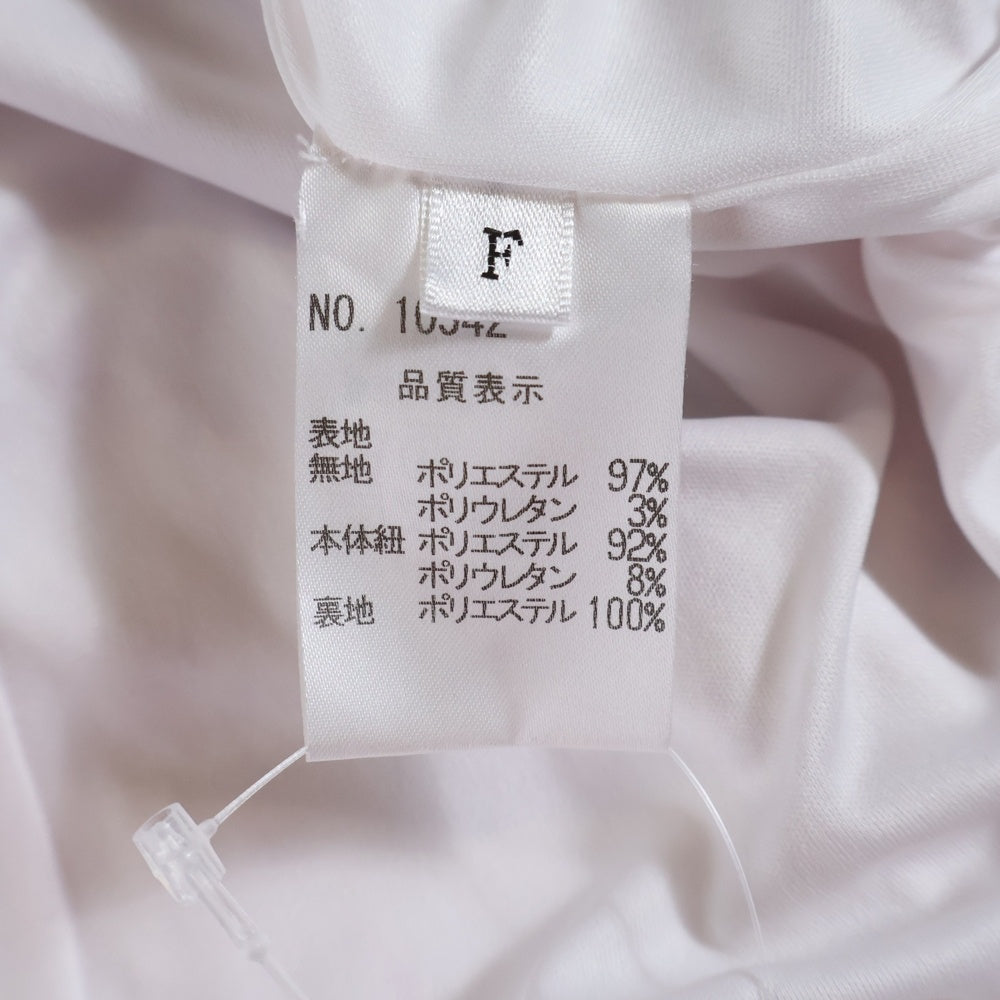 F
NO. 10342
品質表示
表地
無地 ポリエステル 97%
ポリウレタン 3%
本体紐 ポリエステル 92%
ポリウレタン 8%
裏地 ポリエステル 100%